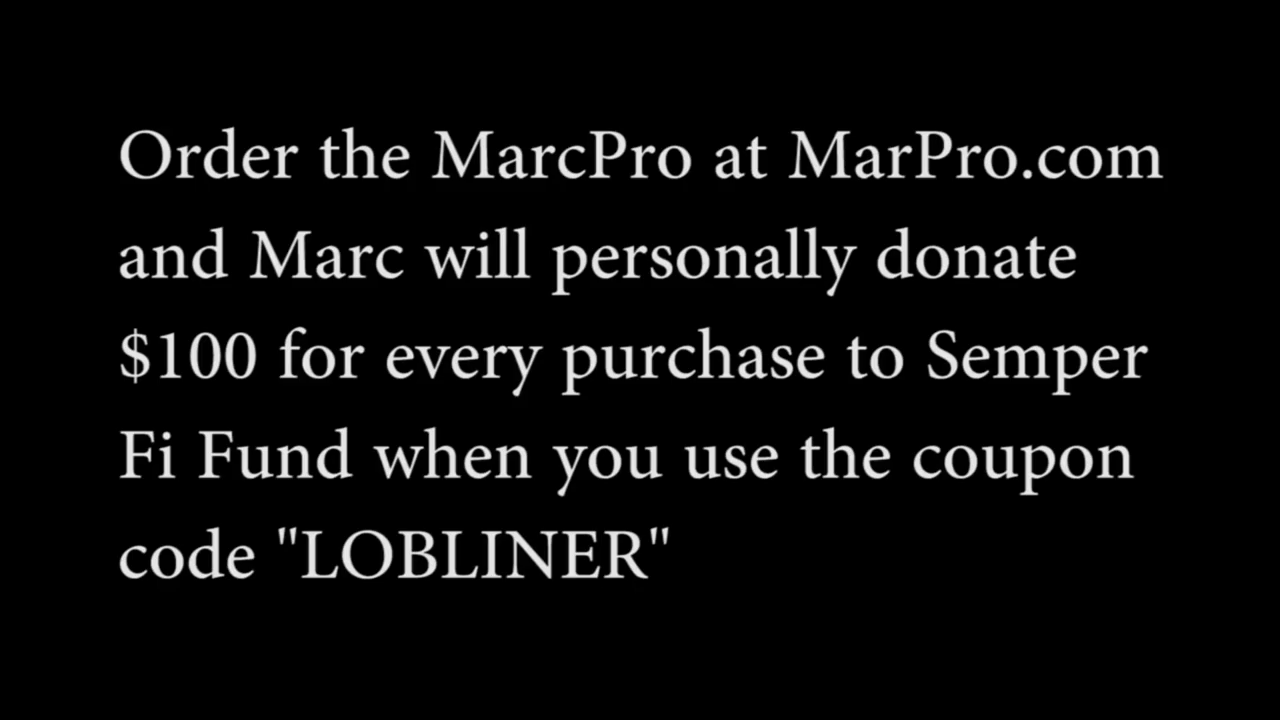 Order the MarcPro at MarPro.com
and Marc will personally donate
$100 for every purchase to Semper
Fi Fund when you use the coupon
code "LOBLINER"